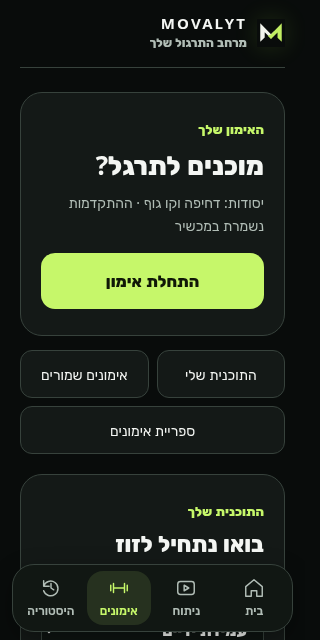 MOVALYT
מרחב התרגול שלך
האימון שלך
מוכנים לתרגל?
יסודות: דחיפה וקו גוף · ההתקדמות
נשמרת במכשיר
התחלת אימון
התוכנית שלי
אימונים שמורים
ספריית אימונים
התוכנית שלך
בואו נתחיל לזוז
בית
ניתוח
אימונים
היסטוריה